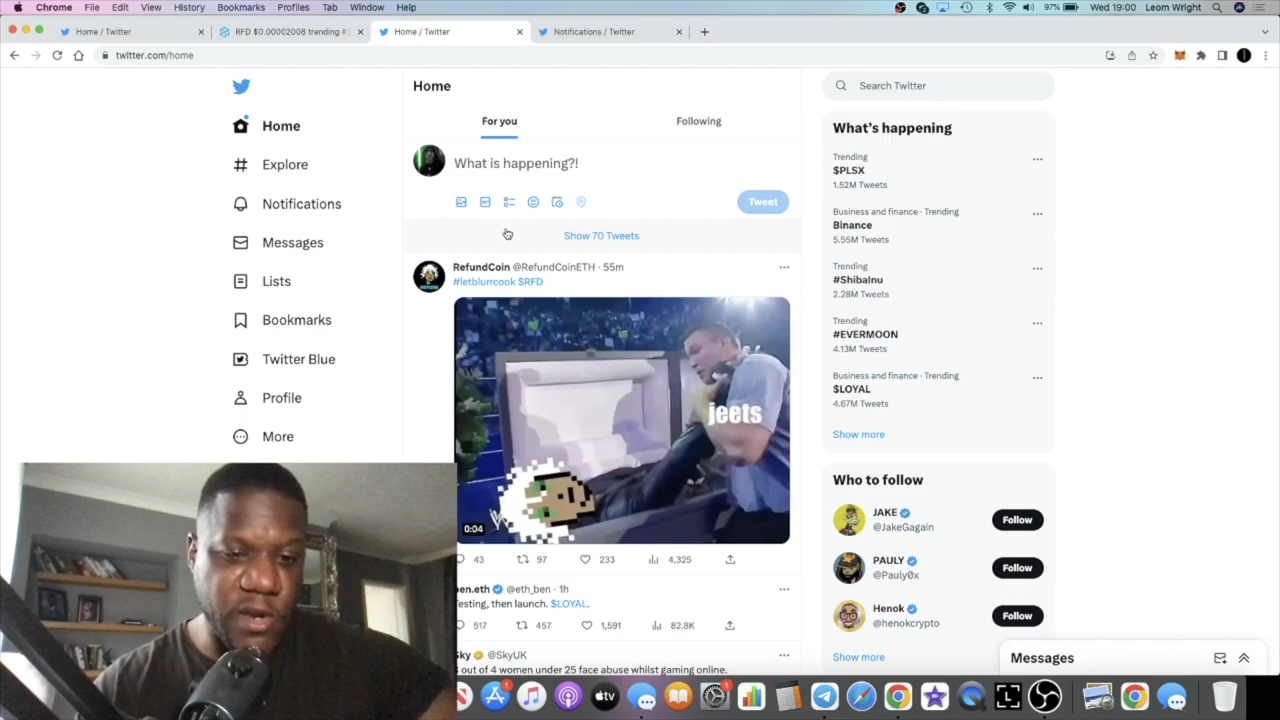 Chrome File Edit View History Bookmarks Profiles Tab Window Help
97% Wed 19:00 Leom Wright
Home / Twitter
RFD $0.00002008 trending #
Home / Twitter
Notifications / Twitter
twitter.com/home
Home
Explore
Notifications
Messages
Lists
Bookmarks
Twitter Blue
Profile
More
Home
For you Following
What is happening?!
Tweet
Show 70 Tweets
RefundCoin @RefundCoinETH · 55m
#letblurrcook $RFD
jeets
0:04
43 97 233 4,325
ben.eth @eth_ben · 1h
Testing, then launch. $LOYAL.
517 457 1,591 82.8K
Sky @SkyUK
out of 4 women under 25 face abuse whilst gaming online.
Search Twitter
What's happening
Trending
$PLSX
1.52M Tweets
Business and finance · Trending
Binance
5.55M Tweets
Trending
#ShibaInu
2.28M Tweets
Trending
#EVERMOON
4.13M Tweets
Business and finance · Trending
$LOYAL
4.67M Tweets
Show more
Who to follow
JAKE
@JakeGagain
Follow
PAULY
@Pauly0x
Follow
Henok
@henokcrypto
Follow
Show more
Messages
tv